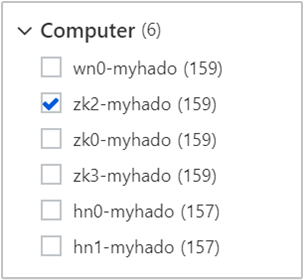 Computer (6)
wn0-myhado (159)
zk2-myhado (159)
zk0-myhado (159)
zk3-myhado (159)
hn0-myhado (157)
hn1-myhado (157)